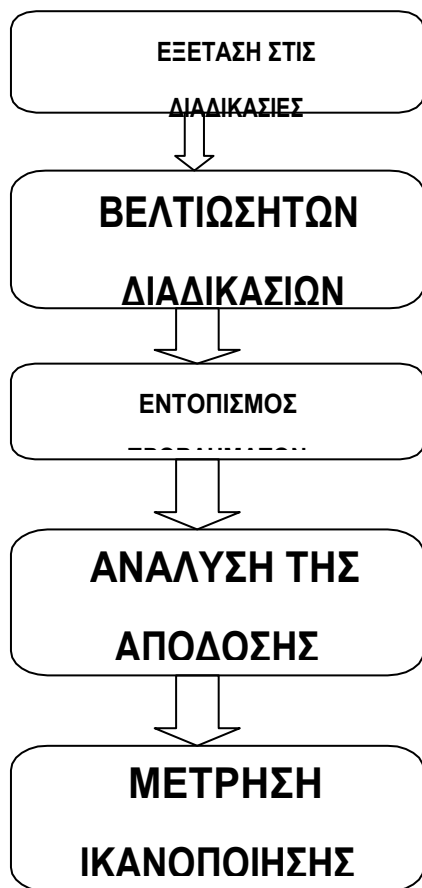 ΕΞΕΤΑΣΗ ΣΤΙΣ
ΔΙΑΔΙΚΑΣΙΕΣ
ΒΕΛΤΙΩΣΗΤΩΝ
ΔΙΑΔΙΚΑΣΙΩΝ
ΕΝΤΟΠΙΣΜΟΣ
ΑΝΑΛΥΣΗ ΤΗΣ
ΑΠΟΔΟΣΗΣ
ΜΕΤΡΗΣΗ
ΙΚΑΝΟΠΟΙΗΣΗΣ